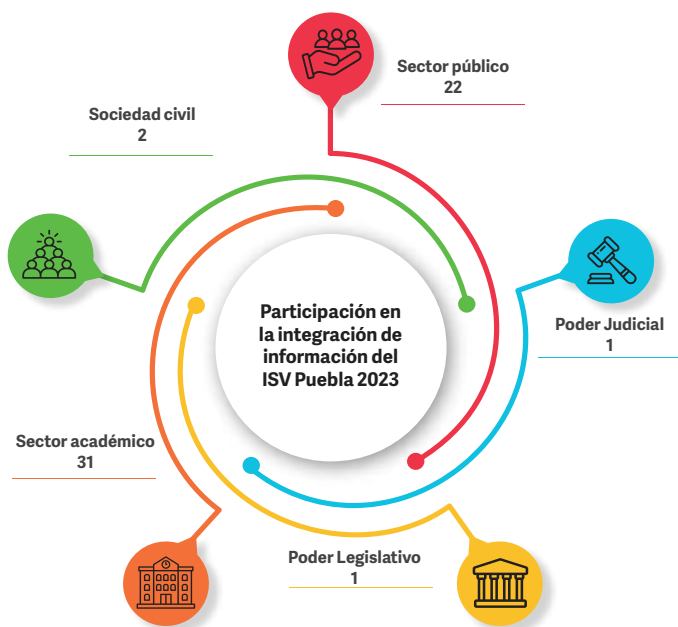 Sector público
22
Sociedad civil
2
Participación en
la integración de
información del
ISV Puebla 2023
Poder Judicial
1
Sector académico
31
Poder Legislativo
1